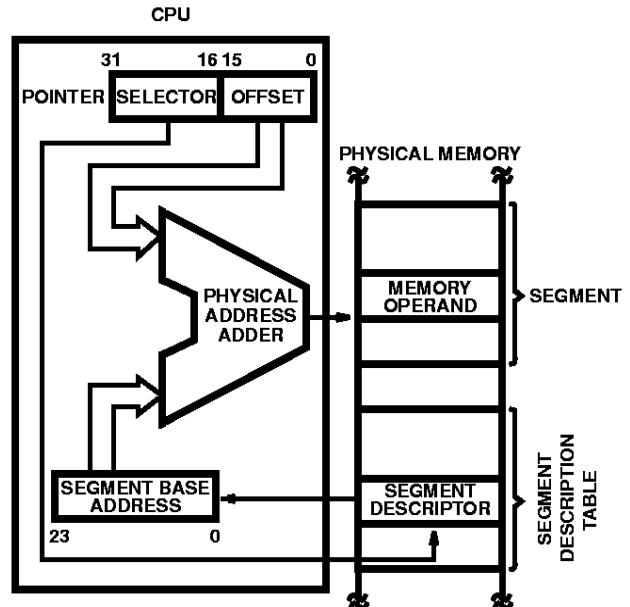 CPU
31 16 15 0
POINTER SELECTOR OFFSET
PHYSICAL MEMORY
MEMORY
OPERAND
SEGMENT
PHYSICAL
ADDRESS
ADDER
SEGMENT BASE
ADDRESS
23 0
SEGMENT
DESCRIPTOR
SEGMENT
DESCRIPTION
TABLE